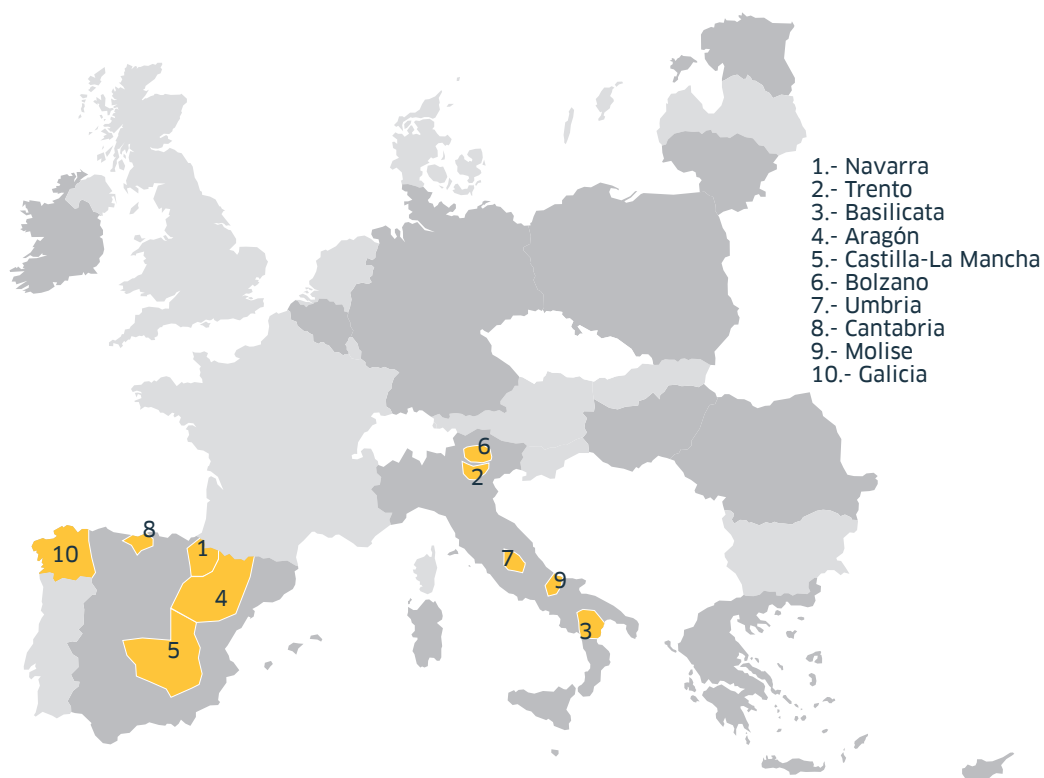 1.- Navarra
2.- Trento
3.- Basilicata
4.- Aragón
5.- Castilla-La Mancha
6.- Bolzano
7.- Umbria
8.- Cantabria
9.- Molise
10.- Galicia
6
2
8
10
1
7
9
4
3
5